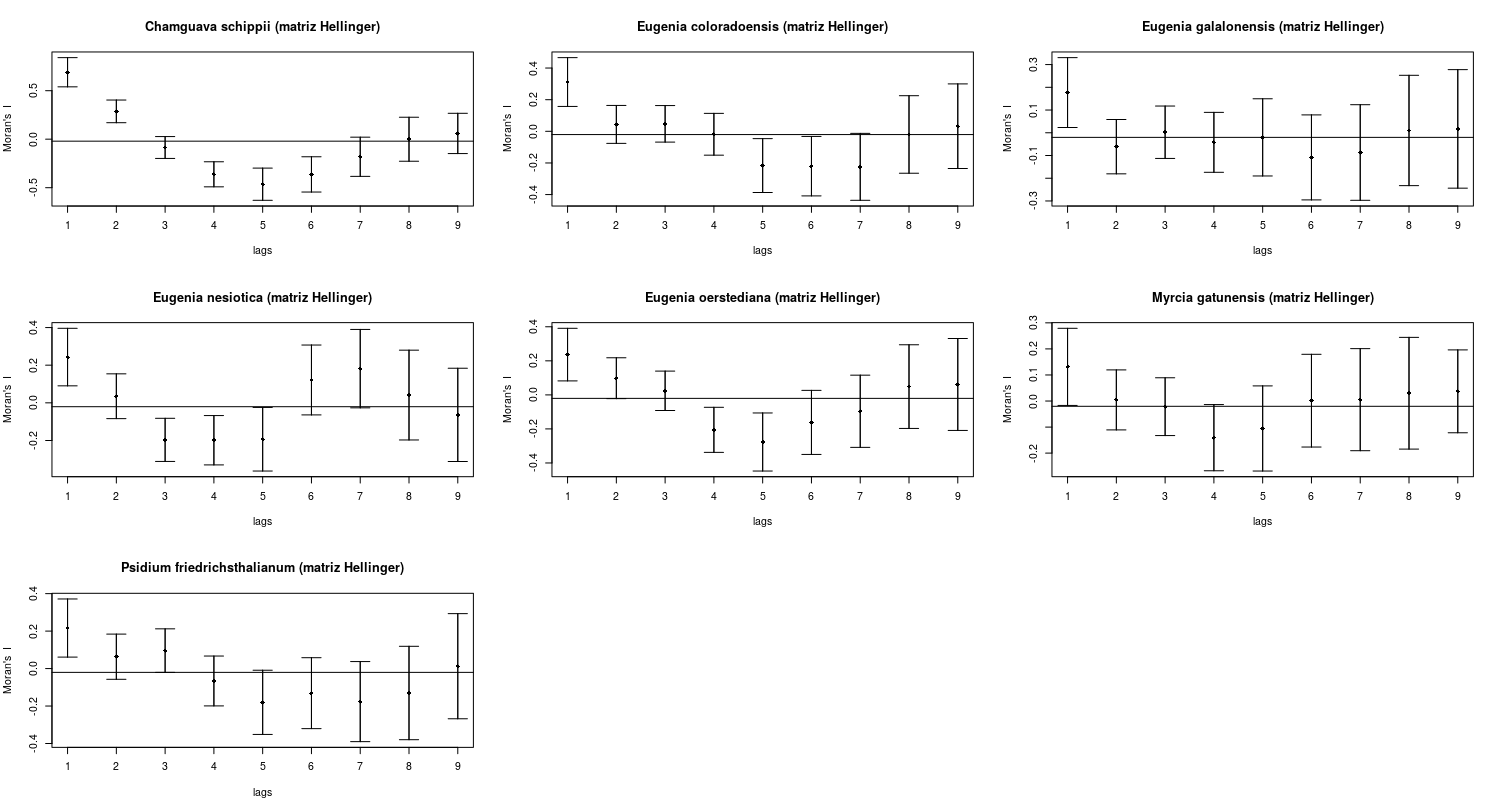 Chamguava schippii (matriz Hellinger)
Moran's I
0.5
0.0
-0.5
1 2 3 4 5 6 7 8 9
lags
Eugenia coloradoensis (matriz Hellinger)
Moran's I
0.4
0.2
0.0
-0.2
-0.4
1 2 3 4 5 6 7 8 9
lags
Eugenia galalonensis (matriz Hellinger)
Moran's I
0.3
0.1
-0.1
-0.3
1 2 3 4 5 6 7 8 9
lags
Eugenia nesiotica (matriz Hellinger)
Moran's I
0.4
0.2
0.0
-0.2
1 2 3 4 5 6 7 8 9
lags
Eugenia oerstediana (matriz Hellinger)
Moran's I
0.4
0.2
0.0
-0.2
-0.4
1 2 3 4 5 6 7 8 9
lags
Myrcia gatunensis (matriz Hellinger)
Moran's I
0.3
0.2
0.1
0.0
-0.2
1 2 3 4 5 6 7 8 9
lags
Psidium friedrichsthalianum (matriz Hellinger)
Moran's I
0.4
0.2
0.0
-0.2
-0.4
1 2 3 4 5 6 7 8 9
lags